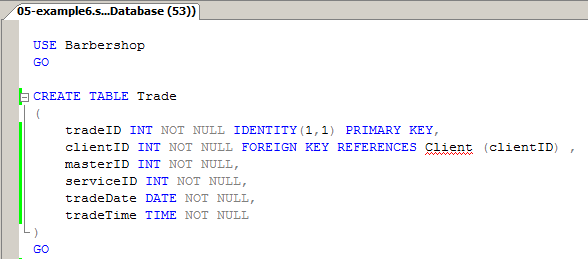 05-example6.s...Database (53))
USE Barbershop
GO
CREATE TABLE Trade
(
tradeID INT NOT NULL IDENTITY(1,1) PRIMARY KEY,
clientID INT NOT NULL FOREIGN KEY REFERENCES Client (clientID) ,
masterID INT NOT NULL,
serviceID INT NOT NULL,
tradeDate DATE NOT NULL,
tradeTime TIME NOT NULL
)
GO